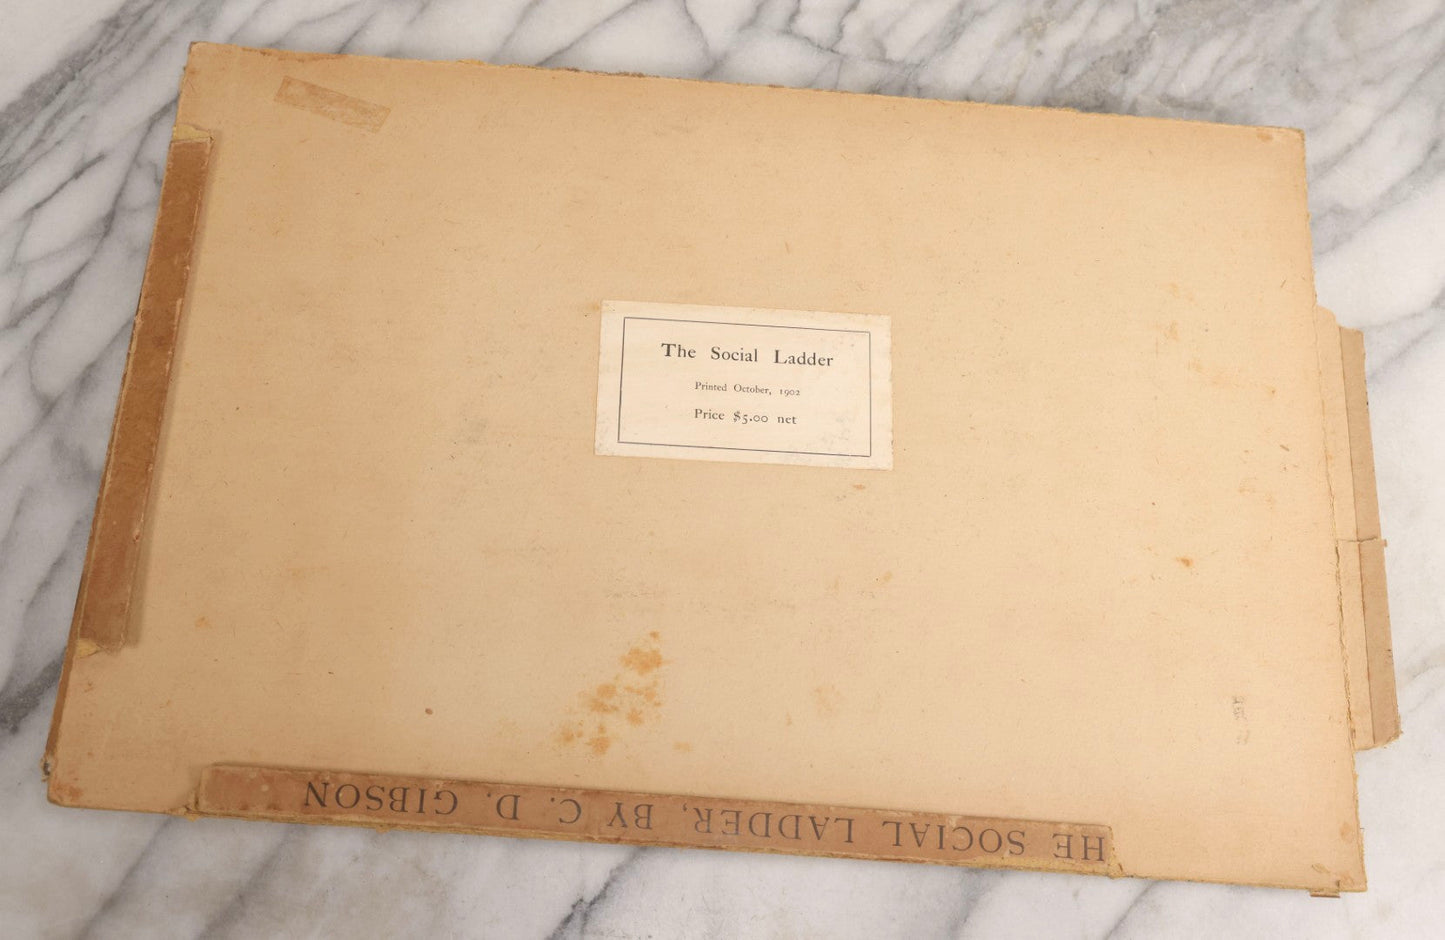 The Social Ladder
Printed October, 1902
Price $5.00 net
HE SOCIAL LADDER, BY C. D. GIBSON